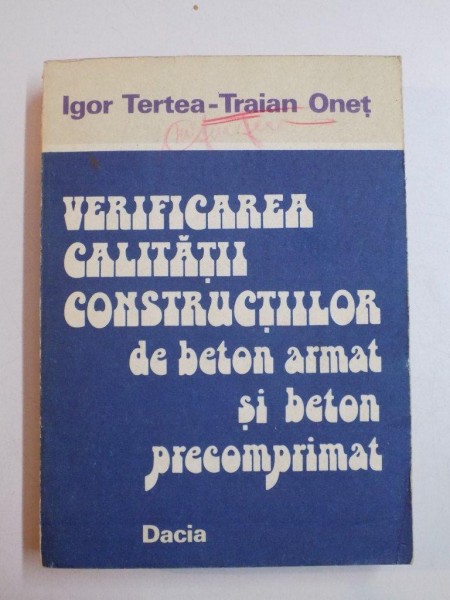 Igor Tertea-Traian Oneț
VERIFICAREA
CALITĂȚII
CONSTRUCȚIILOR
de beton armat
și beton
precomprimat
Dacia